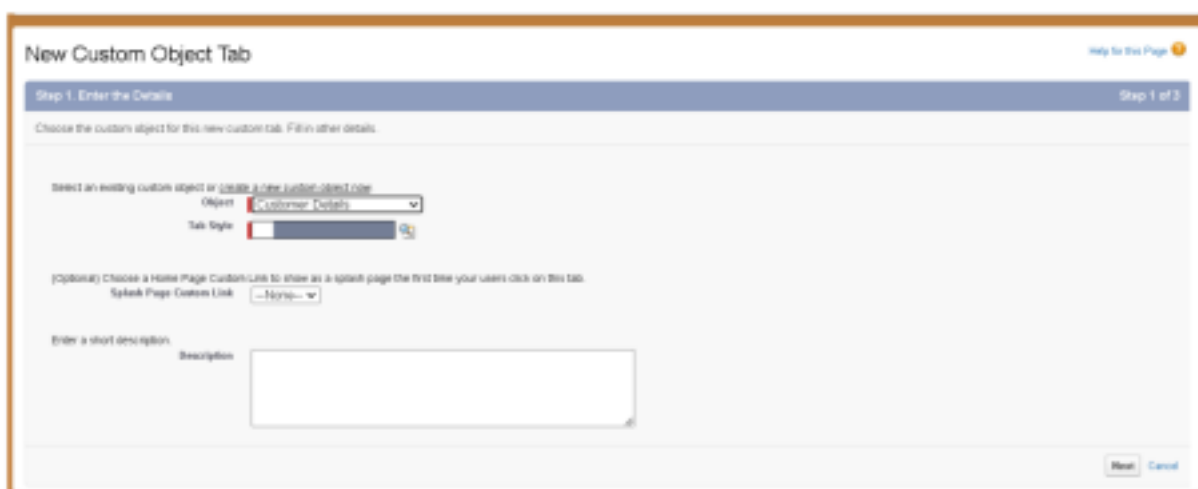 New Custom Object Tab
Help for this Page
Step 1. Enter the Details
Step 1 of 3
Choose the custom object for this new custom tab. Fill in other details.
Select an existing custom object or create a new custom object now
Object
Customer Details
Tab Style
(Optional) Choose a Home Page Custom Link to show as a splash page the first time your users click on this tab.
Splash Page Custom Link
--None--
Enter a short description.
Description
Next
Cancel